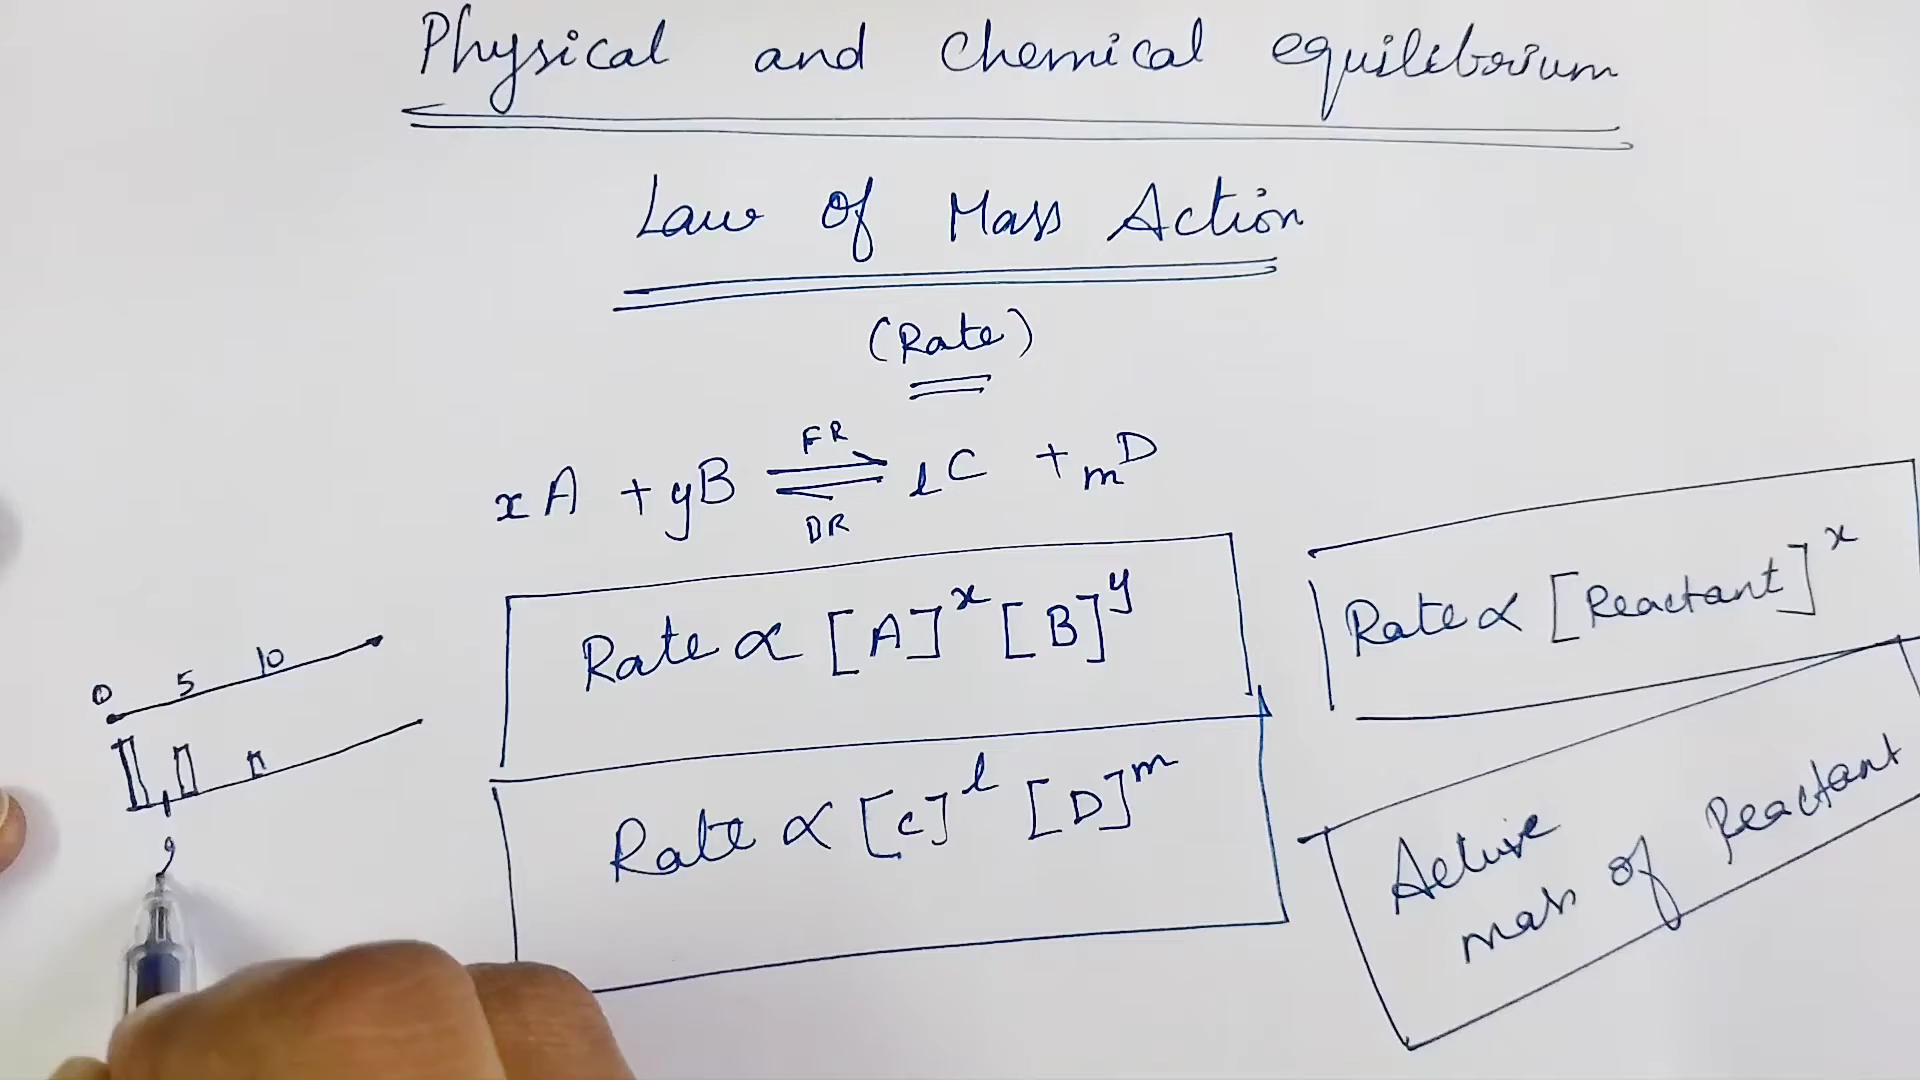 Physical and Chemical equilibrium
Law of Mass Action
(Rate)
FR
xA + yB ⇌ lC + mD
BR
Rate ∝ [A]^x [B]^y
Rate ∝ [C]^l [D]^m
Rate ∝ [Reactant]^x
Active
mass of Reactant
0 5 10